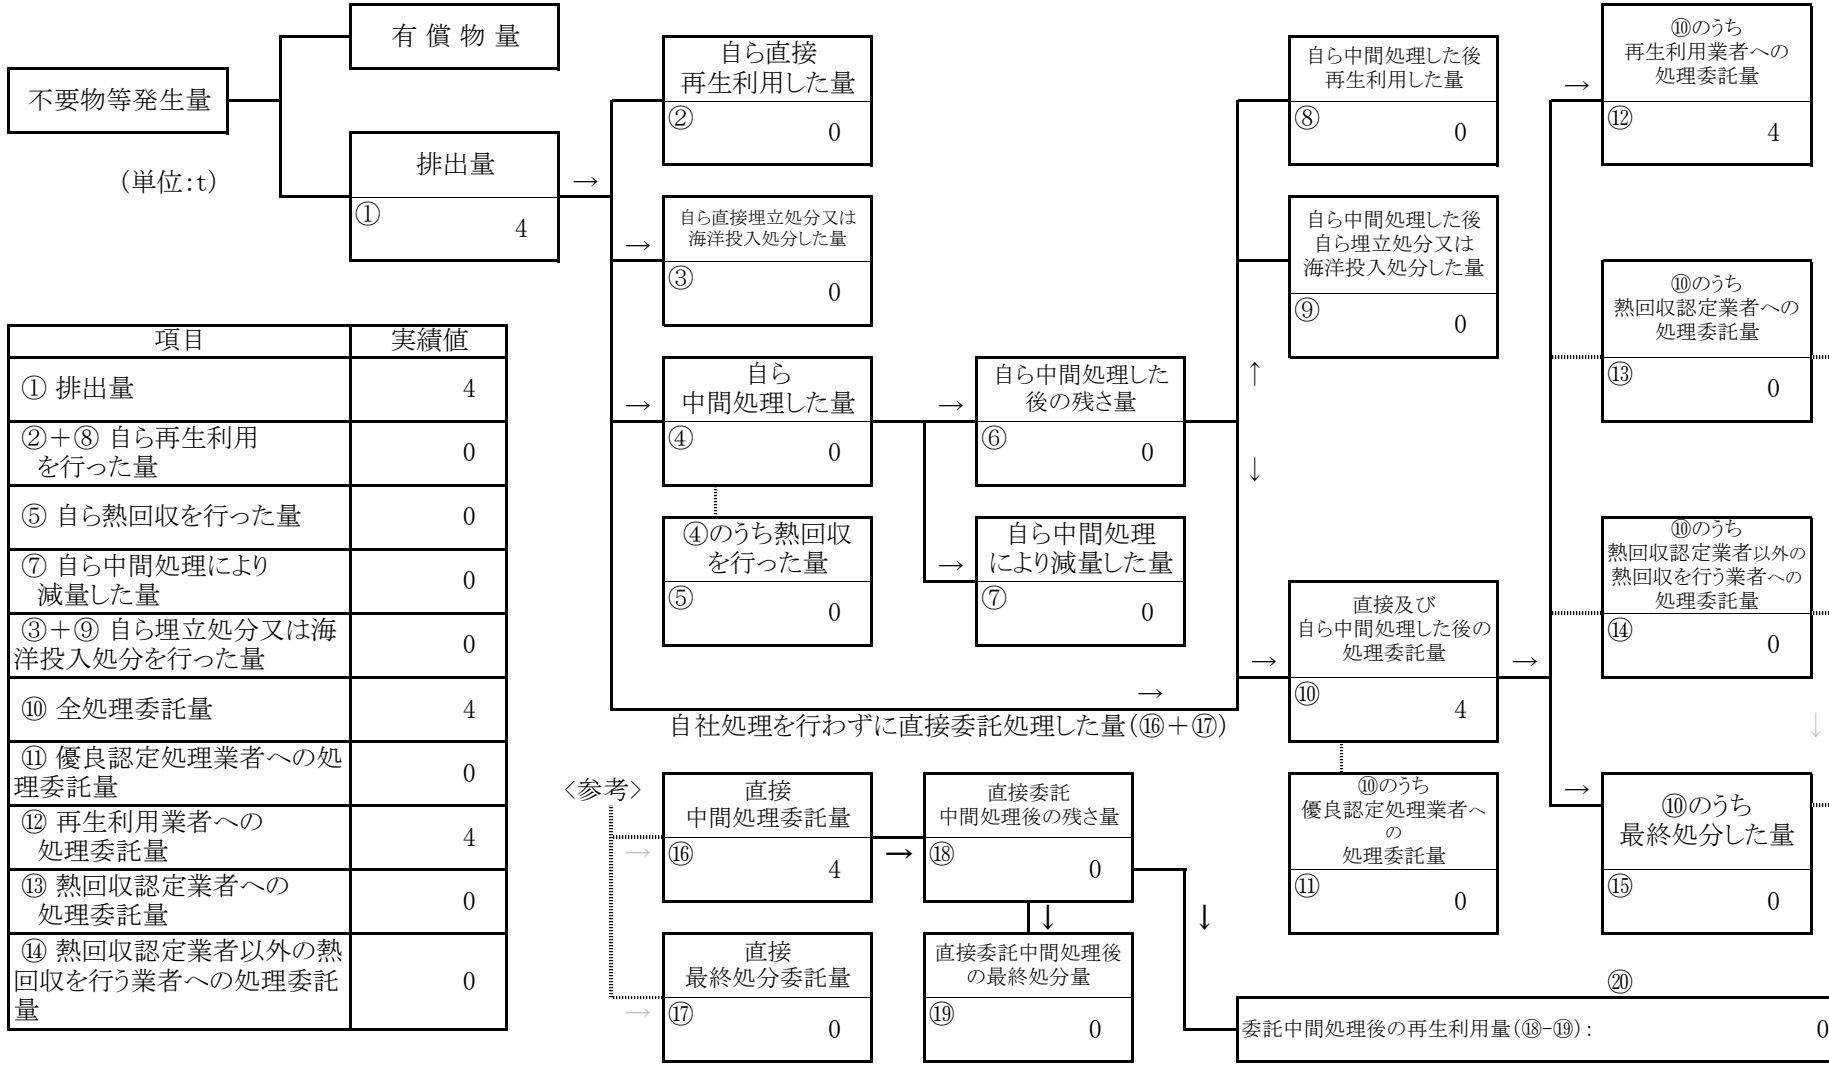 有 償 物 量
不要物等発生量
(単位:t)
排出量
①
4
→
自ら直接
再生利用した量
②
0
→
自ら直接埋立処分又は
海洋投入処分した量
③
0
→
自ら
中間処理した量
④
0
④のうち熱回収
を行った量
⑤
0
→
自ら中間処理した
後の残さ量
⑥
0
→
自ら中間処理
により減量した量
⑦
0
自ら中間処理した後
再生利用した量
⑧
0
自ら中間処理した後
自ら埋立処分又は
海洋投入処分した量
⑨
0
↑
↓
→
直接及び
自ら中間処理した後の
処理委託量
⑩
4
→
⑩のうち
優良認定処理業者へ
の
処理委託量
⑪
0
→
⑩のうち
再生利用業者への
処理委託量
⑫
4
⑩のうち
熱回収認定業者への
処理委託量
⑬
0
⑩のうち
熱回収認定業者以外の
熱回収を行う業者への
処理委託量
⑭
0
↓
→
⑩のうち
最終処分した量
⑮
0
→
自社処理を行わずに直接委託処理した量(⑯+⑰)
<参考>
→
直接
中間処理委託量
⑯
4
→
直接委託
中間処理後の残さ量
⑱
0
↓
↓
→
直接
最終処分委託量
⑰
0
直接委託中間処理後
の最終処分量
⑲
0
⑳
委託中間処理後の再生利用量(⑱-⑲): 0
項目 実績値
① 排出量 4
②+⑧ 自ら再生利用
を行った量 0
⑤ 自ら熱回収を行った量 0
⑦ 自ら中間処理により
減量した量 0
③+⑨ 自ら埋立処分又は海
洋投入処分を行った量 0
⑩ 全処理委託量 4
⑪ 優良認定処理業者への処
理委託量 0
⑫ 再生利用業者への
処理委託量 4
⑬ 熱回収認定業者への
処理委託量 0
⑭ 熱回収認定業者以外の熱
回収を行う業者への処理委託 0
量